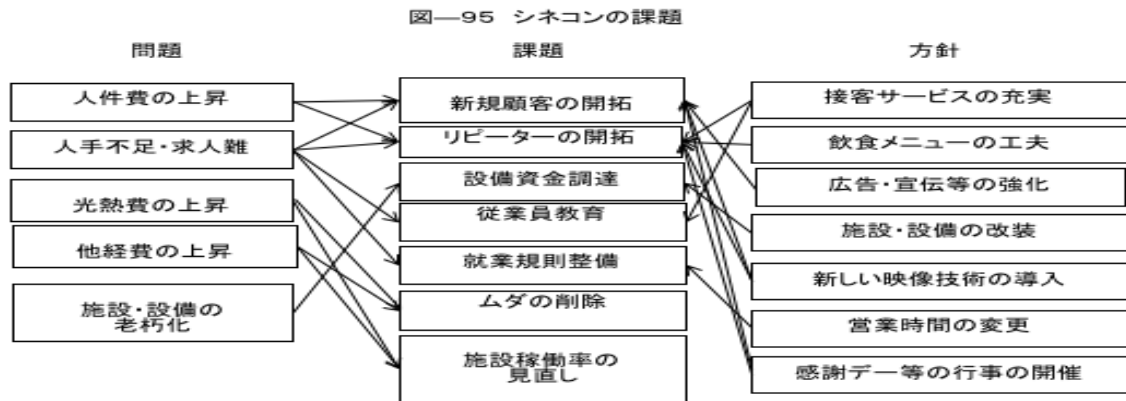 図―95 シネコンの課題
問題
課題
方針
人件費の上昇
人手不足・求人難
光熱費の上昇
他経費の上昇
施設・設備の
老朽化
新規顧客の開拓
リピーターの開拓
設備資金調達
従業員教育
就業規則整備
ムダの削除
施設稼働率の
見直し
接客サービスの充実
飲食メニューの工夫
広告・宣伝等の強化
施設・設備の改装
新しい映像技術の導入
営業時間の変更
感謝デー等の行事の開催